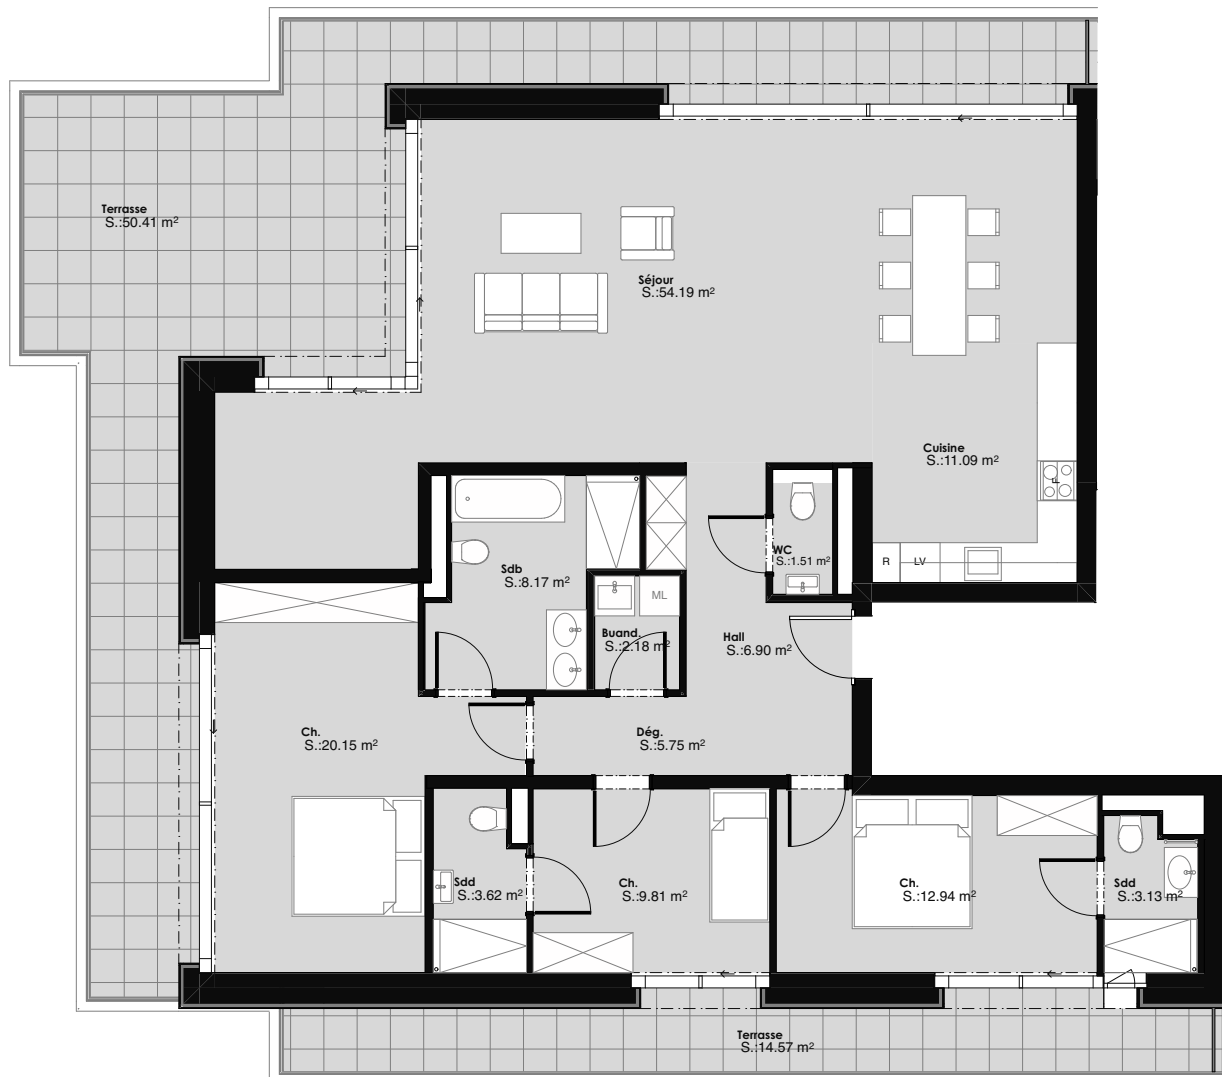 Terrasse
S.:50.41 m²
Séjour
S.:54.19 m²
Cuisine
S.:11.09 m²
F
R
LV
WC
S.:1.51 m²
Sdb
S.:8.17 m²
ML
Buand.
S.:2.18 m²
Hall
S.:6.90 m²
Ch.
S.:20.15 m²
Dég.
S.:5.75 m²
Sdd
S.:3.62 m²
Ch.
S.:9.81 m²
Ch.
S.:12.94 m²
Sdd
S.:3.13 m²
Terrasse
S.:14.57 m²